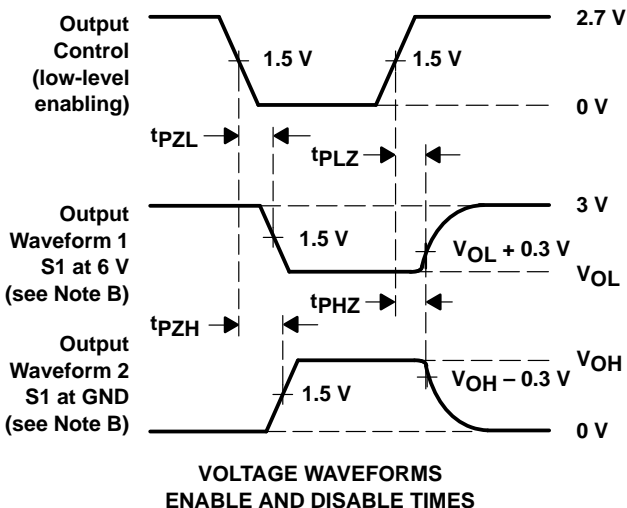 Output
Control
(low-level
enabling)
2.7 V
1.5 V
1.5 V
0 V
tPZL
tPLZ
Output
Waveform 1
S1 at 6 V
(see Note B)
3 V
1.5 V
VOL + 0.3 V
VOL
tPZH
tPHZ
Output
Waveform 2
S1 at GND
(see Note B)
VOH
1.5 V
VOH – 0.3 V
0 V
VOLTAGE WAVEFORMS
ENABLE AND DISABLE TIMES